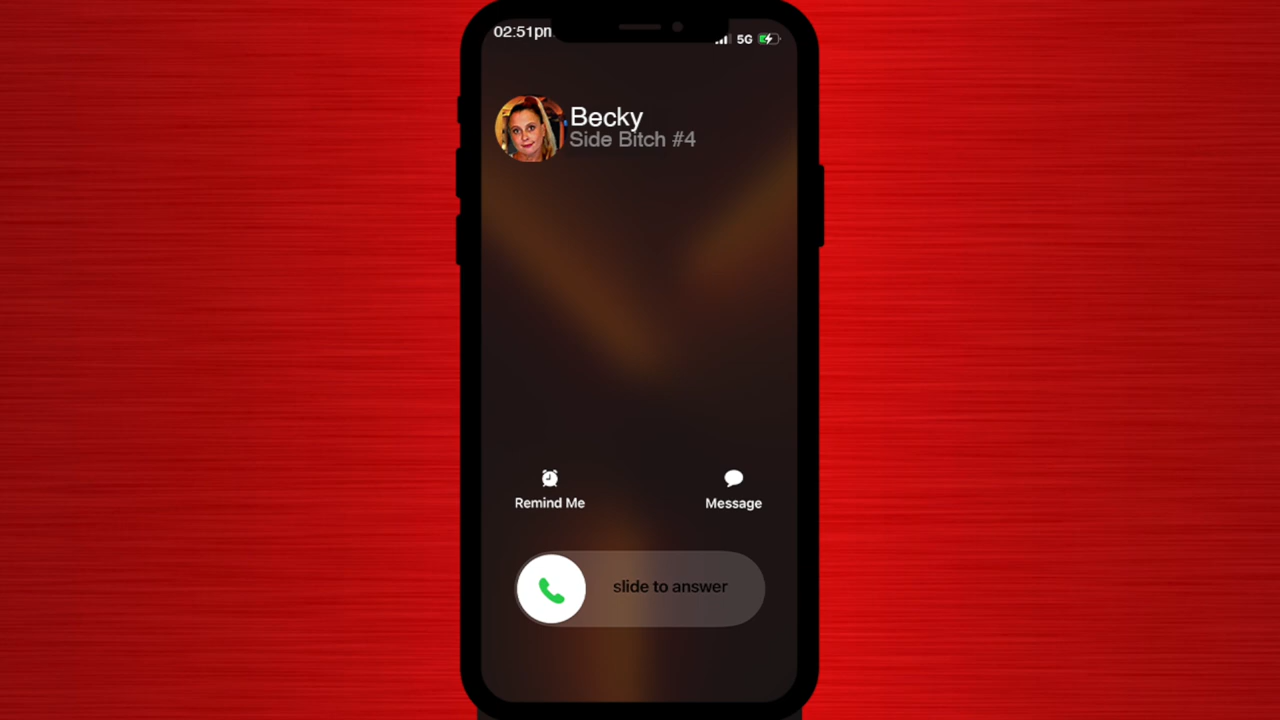 02:51pm
5G
Becky
Side Bitch #4
Remind Me
Message
slide to answer